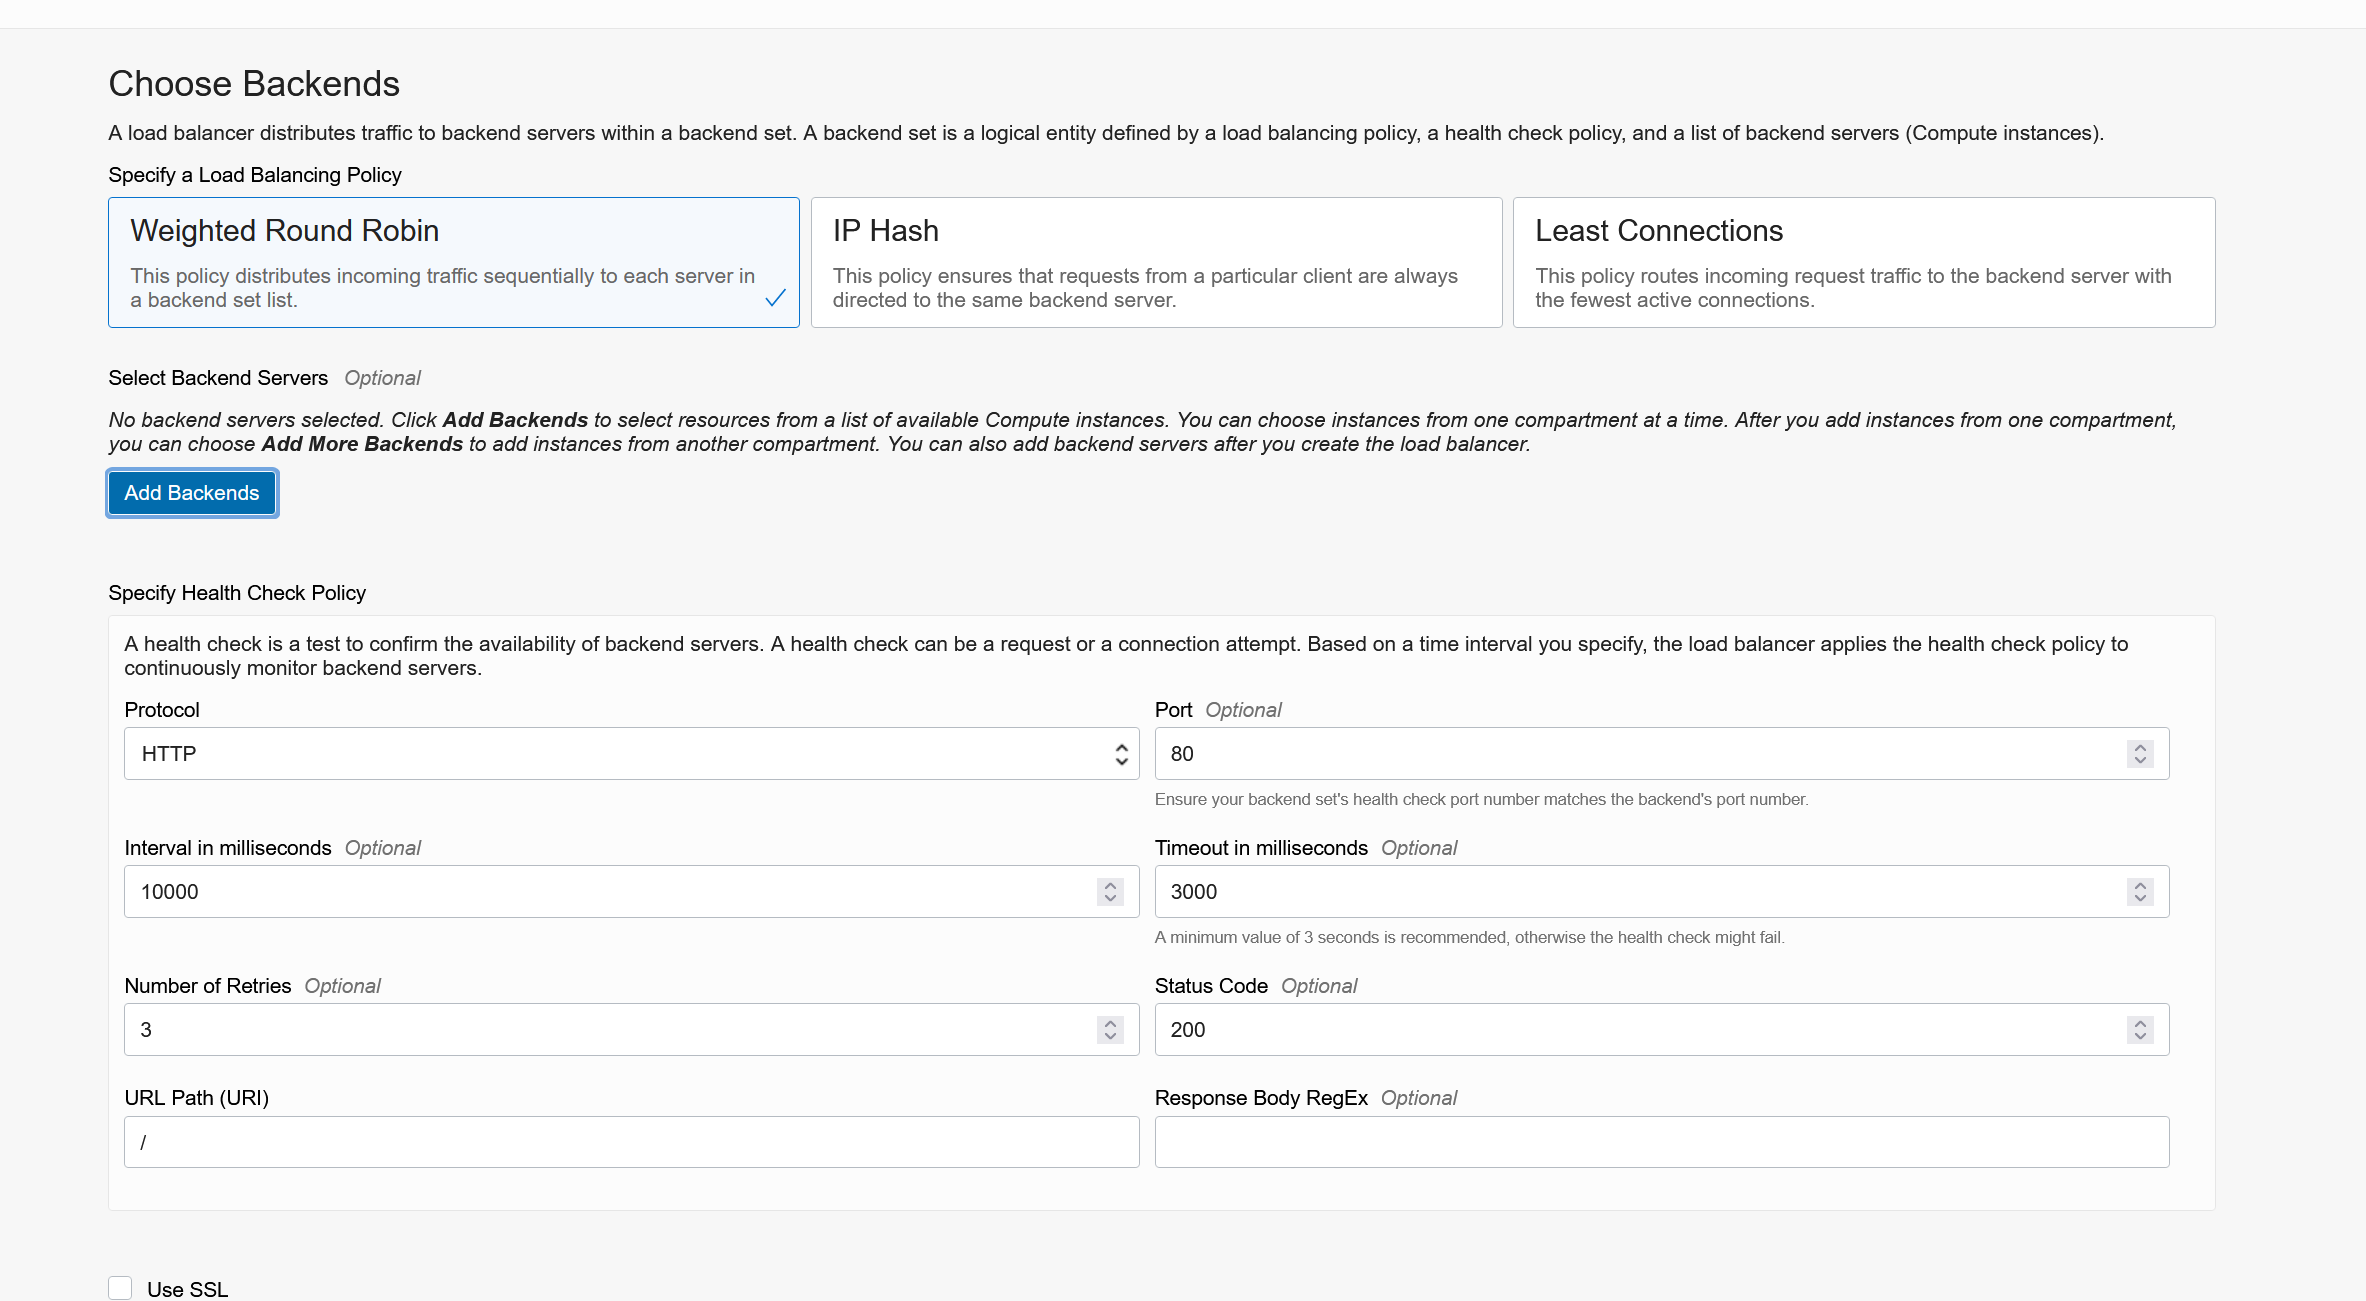 Choose Backends
A load balancer distributes traffic to backend servers within a backend set. A backend set is a logical entity defined by a load balancing policy, a health check policy, and a list of backend servers (Compute instances).
Specify a Load Balancing Policy
Weighted Round Robin
This policy distributes incoming traffic sequentially to each server in
a backend set list.
IP Hash
This policy ensures that requests from a particular client are always
directed to the same backend server.
Least Connections
This policy routes incoming request traffic to the backend server with
the fewest active connections.
Select Backend Servers Optional
No backend servers selected. Click Add Backends to select resources from a list of available Compute instances. You can choose instances from one compartment at a time. After you add instances from one compartment,
you can choose Add More Backends to add instances from another compartment. You can also add backend servers after you create the load balancer.
Add Backends
Specify Health Check Policy
A health check is a test to confirm the availability of backend servers. A health check can be a request or a connection attempt. Based on a time interval you specify, the load balancer applies the health check policy to
continuously monitor backend servers.
Protocol
HTTP
Port Optional
80
Ensure your backend set's health check port number matches the backend's port number.
Interval in milliseconds Optional
10000
Timeout in milliseconds Optional
3000
A minimum value of 3 seconds is recommended, otherwise the health check might fail.
Number of Retries Optional
3
Status Code Optional
200
URL Path (URI)
/
Response Body RegEx Optional
Use SSL